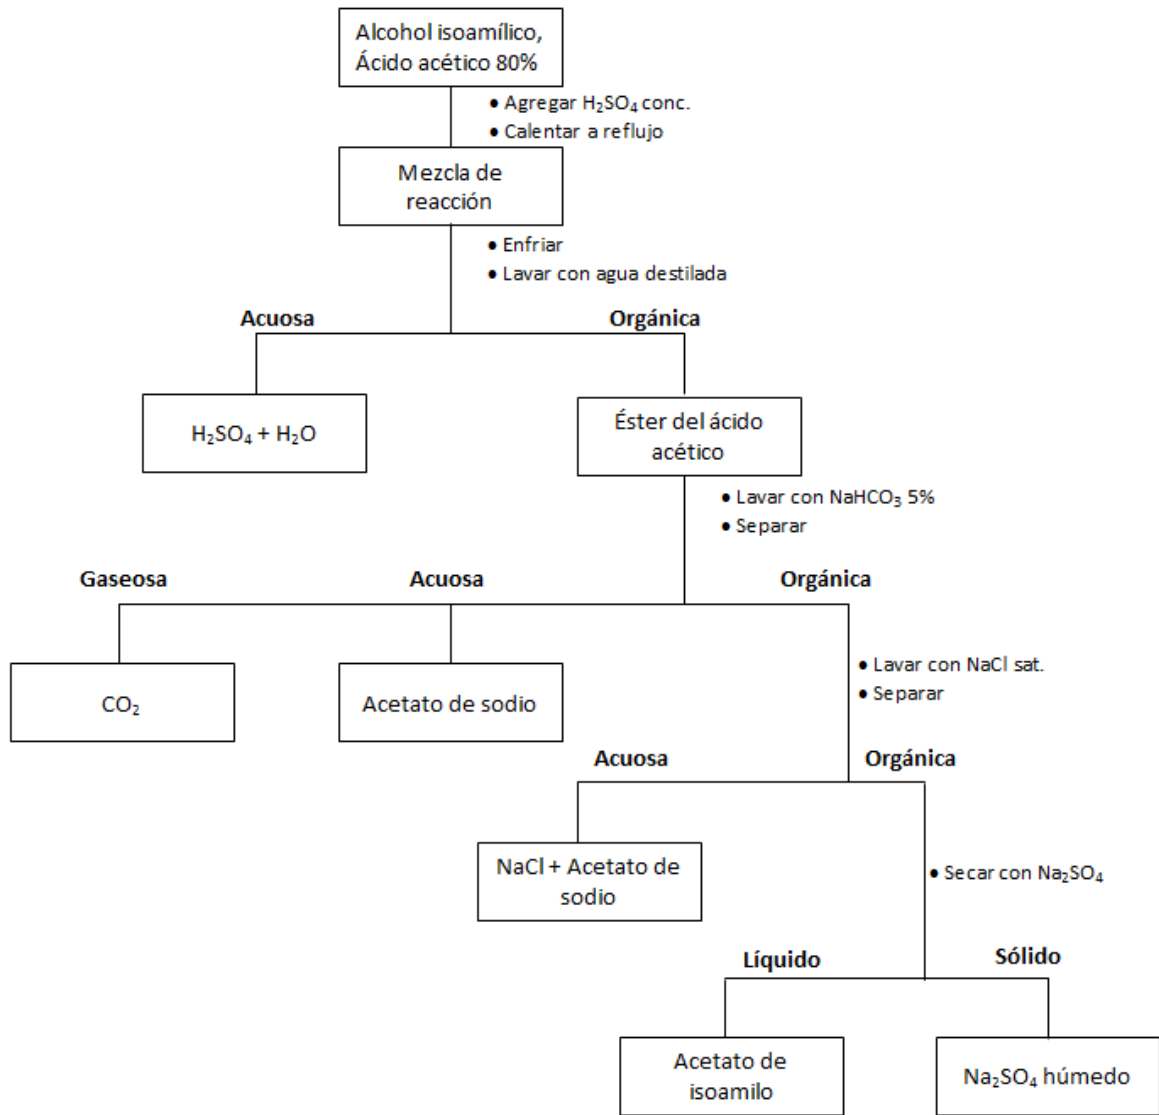 Alcohol isoamílico,
Ácido acético 80%
• Agregar H₂SO₄ conc.
• Calentar a reflujo
Mezcla de
reacción
• Enfriar
• Lavar con agua destilada
Acuosa
Orgánica
H₂SO₄ + H₂O
Éster del ácido
acético
• Lavar con NaHCO₃ 5%
• Separar
Gaseosa
Acuosa
Orgánica
CO₂
Acetato de sodio
• Lavar con NaCl sat.
• Separar
Acuosa
Orgánica
NaCl + Acetato de
sodio
• Secar con Na₂SO₄
Líquido
Sólido
Acetato de
isoamilo
Na₂SO₄ húmedo